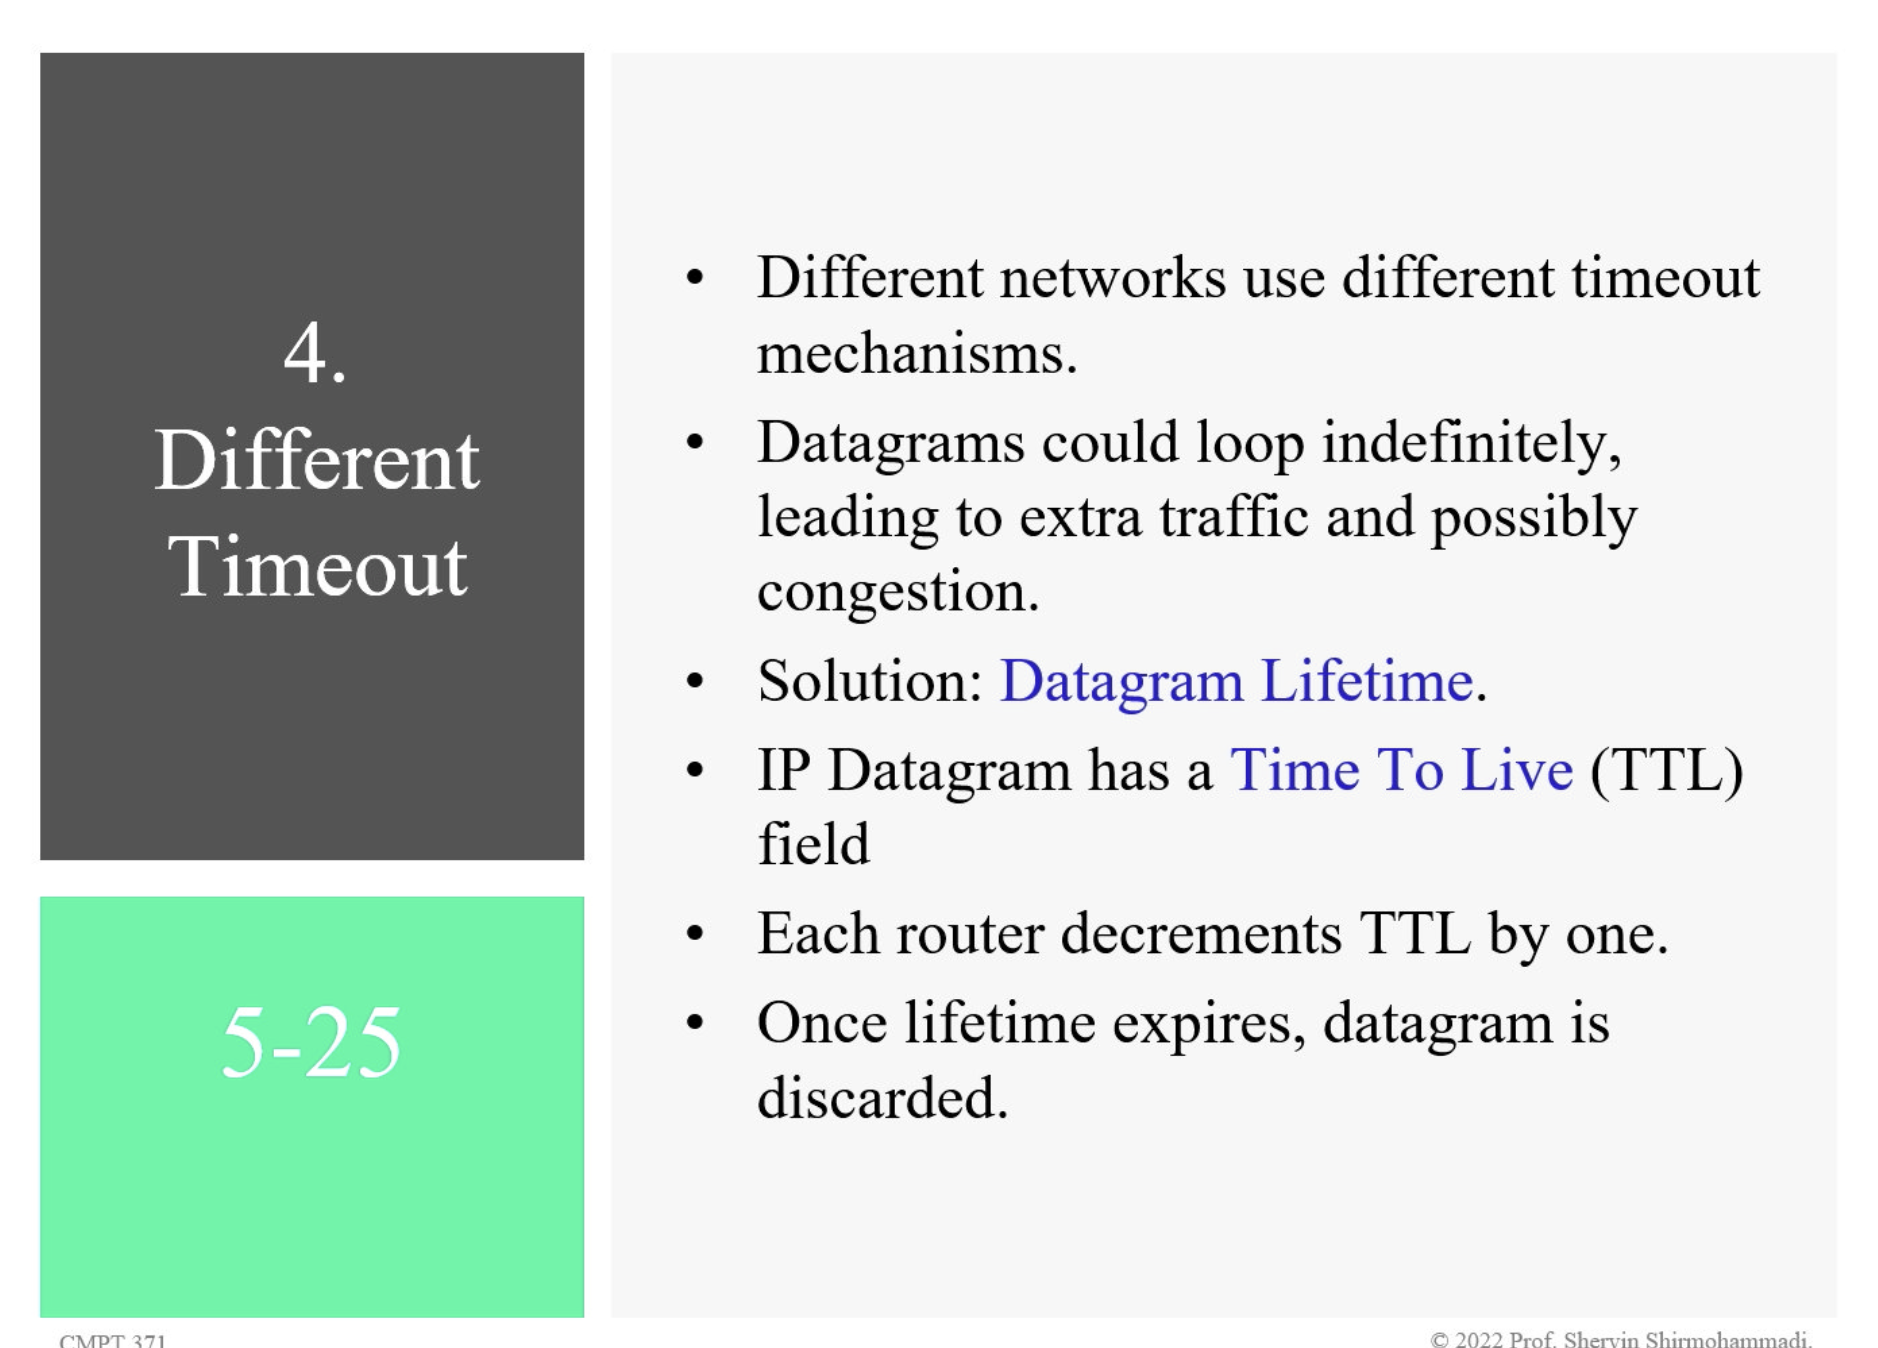 4.
Different
Timeout
5-25
• Different networks use different timeout
mechanisms.
• Datagrams could loop indefinitely,
leading to extra traffic and possibly
congestion.
• Solution: Datagram Lifetime.
• IP Datagram has a Time To Live (TTL)
field
• Each router decrements TTL by one.
• Once lifetime expires, datagram is
discarded.
CMPT 371
© 2022 Prof. Shervin Shirmohammadi.